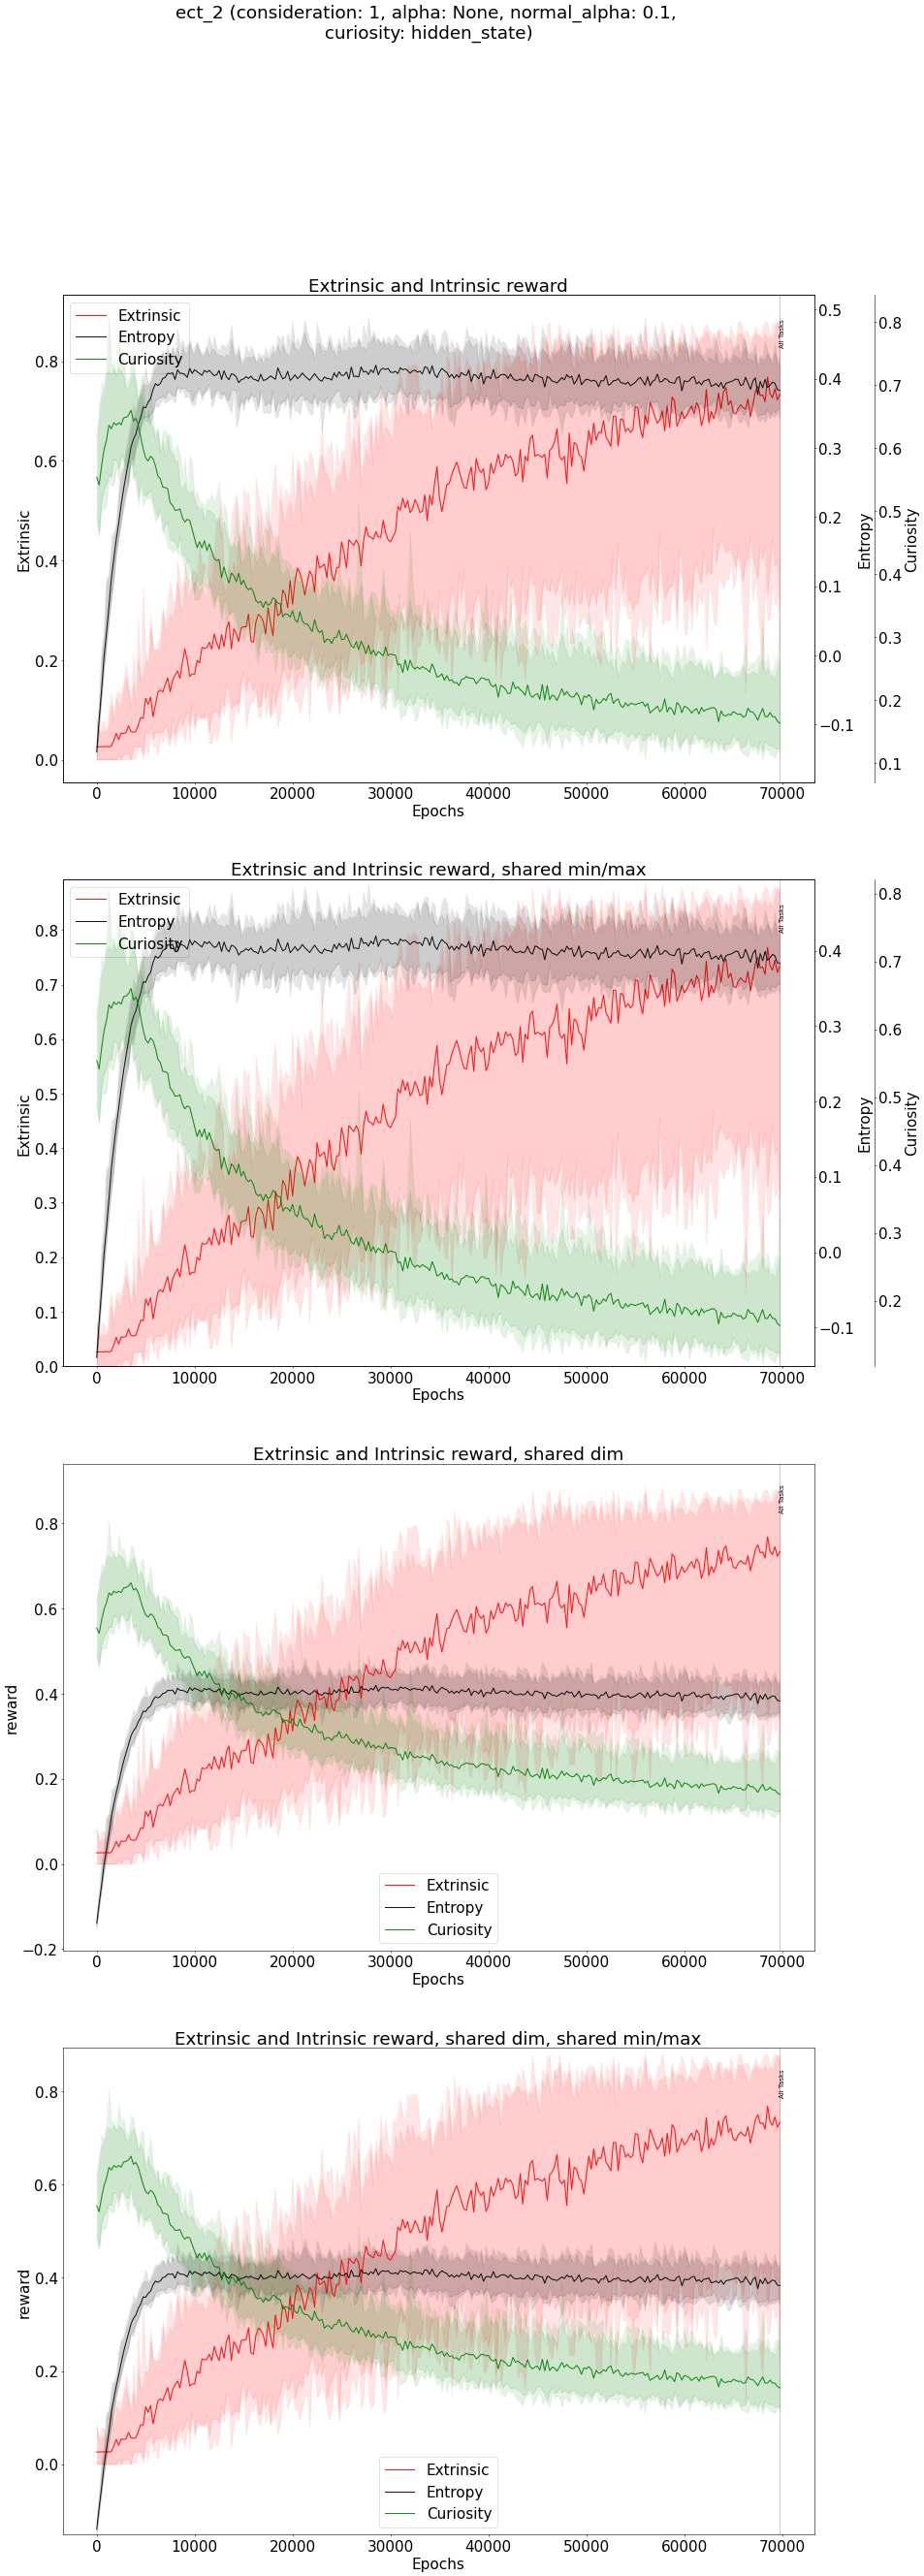 ect_2 (consideration: 1, alpha: None, normal_alpha: 0.1,
curiosity: hidden_state)
Extrinsic and Intrinsic reward
Extrinsic
Entropy
Curiosity
All Tasks
0.8
0.6
0.4
0.2
0.0
Extrinsic
0.5
0.4
0.3
0.2
0.1
0.0
−0.1
Entropy
0.8
0.7
0.6
0.5
0.4
0.3
0.2
0.1
Curiosity
0 10000 20000 30000 40000 50000 60000 70000
Epochs
Extrinsic and Intrinsic reward, shared min/max
Extrinsic
Entropy
Curiosity
All Tasks
0.8
0.7
0.6
0.5
0.4
0.3
0.2
0.1
0.0
Extrinsic
0.4
0.3
0.2
0.1
0.0
−0.1
Entropy
0.8
0.7
0.6
0.5
0.4
0.3
0.2
Curiosity
0 10000 20000 30000 40000 50000 60000 70000
Epochs
Extrinsic and Intrinsic reward, shared dim
All Tasks
0.8
0.6
0.4
0.2
0.0
−0.2
reward
Extrinsic
Entropy
Curiosity
0 10000 20000 30000 40000 50000 60000 70000
Epochs
Extrinsic and Intrinsic reward, shared dim, shared min/max
All Tasks
0.8
0.6
0.4
0.2
0.0
reward
Extrinsic
Entropy
Curiosity
0 10000 20000 30000 40000 50000 60000 70000
Epochs